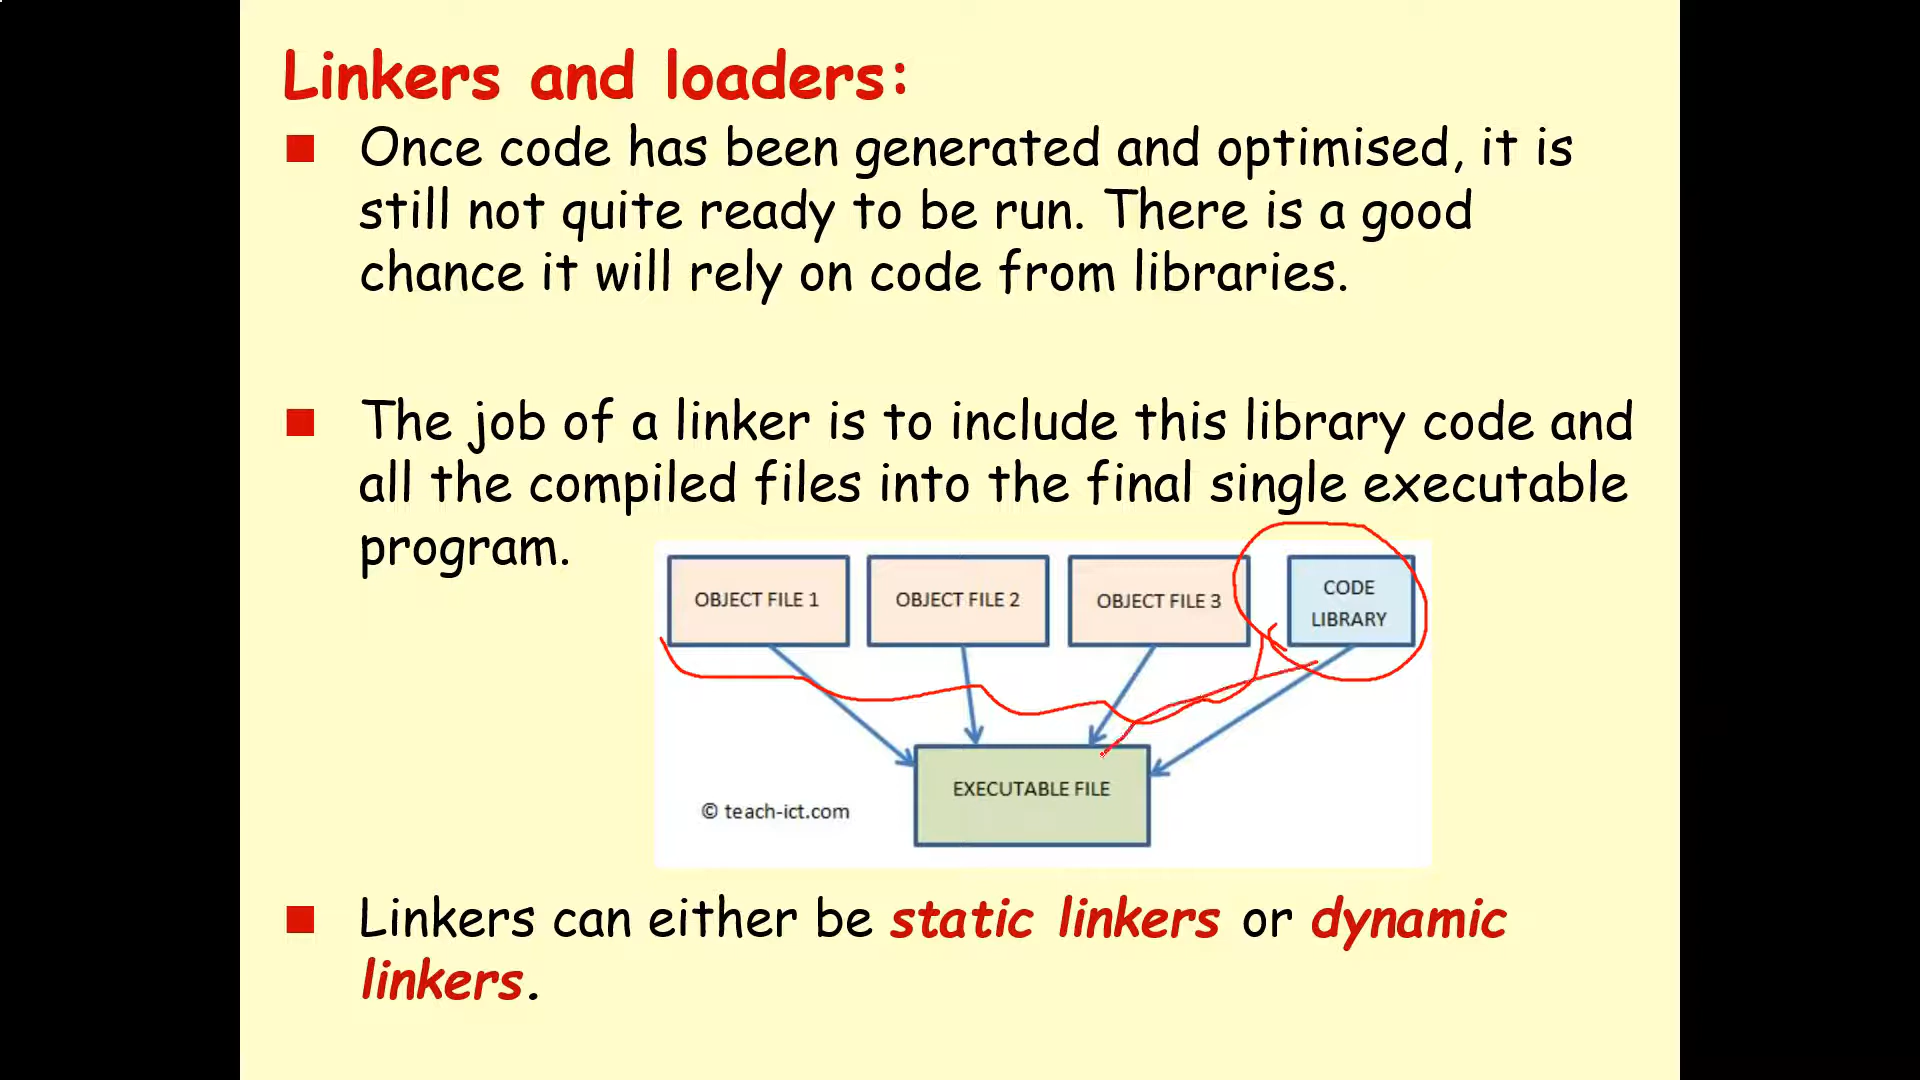 Linkers and loaders:
Once code has been generated and optimised, it is
still not quite ready to be run. There is a good
chance it will rely on code from libraries.
The job of a linker is to include this library code and
all the compiled files into the final single executable
program.
OBJECT FILE 1
OBJECT FILE 2
OBJECT FILE 3
CODE
LIBRARY
EXECUTABLE FILE
© teach-ict.com
Linkers can either be static linkers or dynamic
linkers.